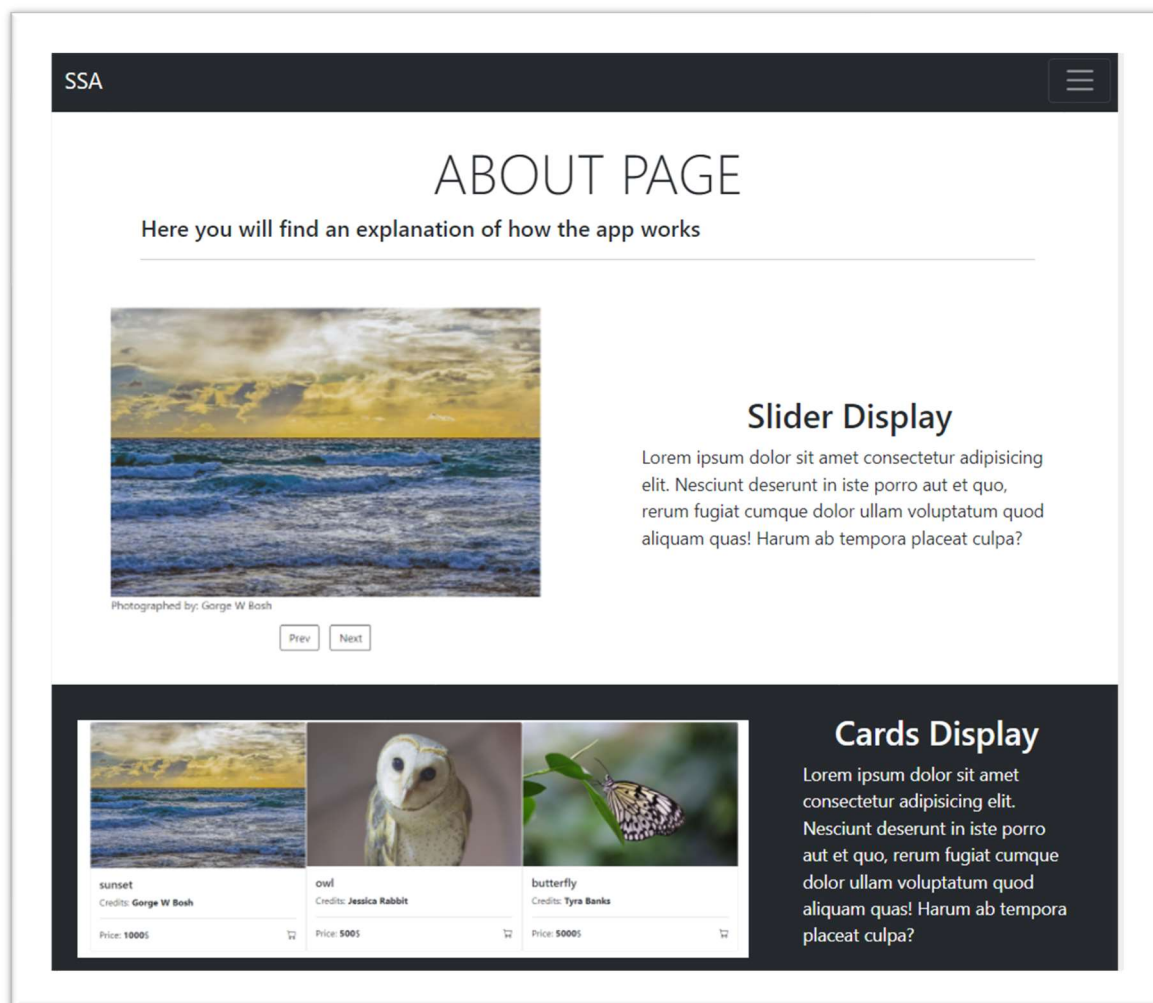 SSA
ABOUT PAGE
Here you will find an explanation of how the app works
Slider Display
Lorem ipsum dolor sit amet consectetur adipisicing
elit. Nesciunt deserunt in iste porro aut et quo,
rerum fugiat cumque dolor ullam voluptatum quod
aliquam quas! Harum ab tempora placeat culpa?
Photographed by: Gorge W Bosh
Prev Next
Cards Display
Lorem ipsum dolor sit amet
consectetur adipisicing elit.
Nesciunt deserunt in iste porro
aut et quo, rerum fugiat cumque
dolor ullam voluptatum quod
aliquam quas! Harum ab tempora
placeat culpa?
sunset
Credits: Gorge W Bosh
Price: 1000$
owl
Credits: Jessica Rabbit
Price: 500$
butterfly
Credits: Tyra Banks
Price: 5000$